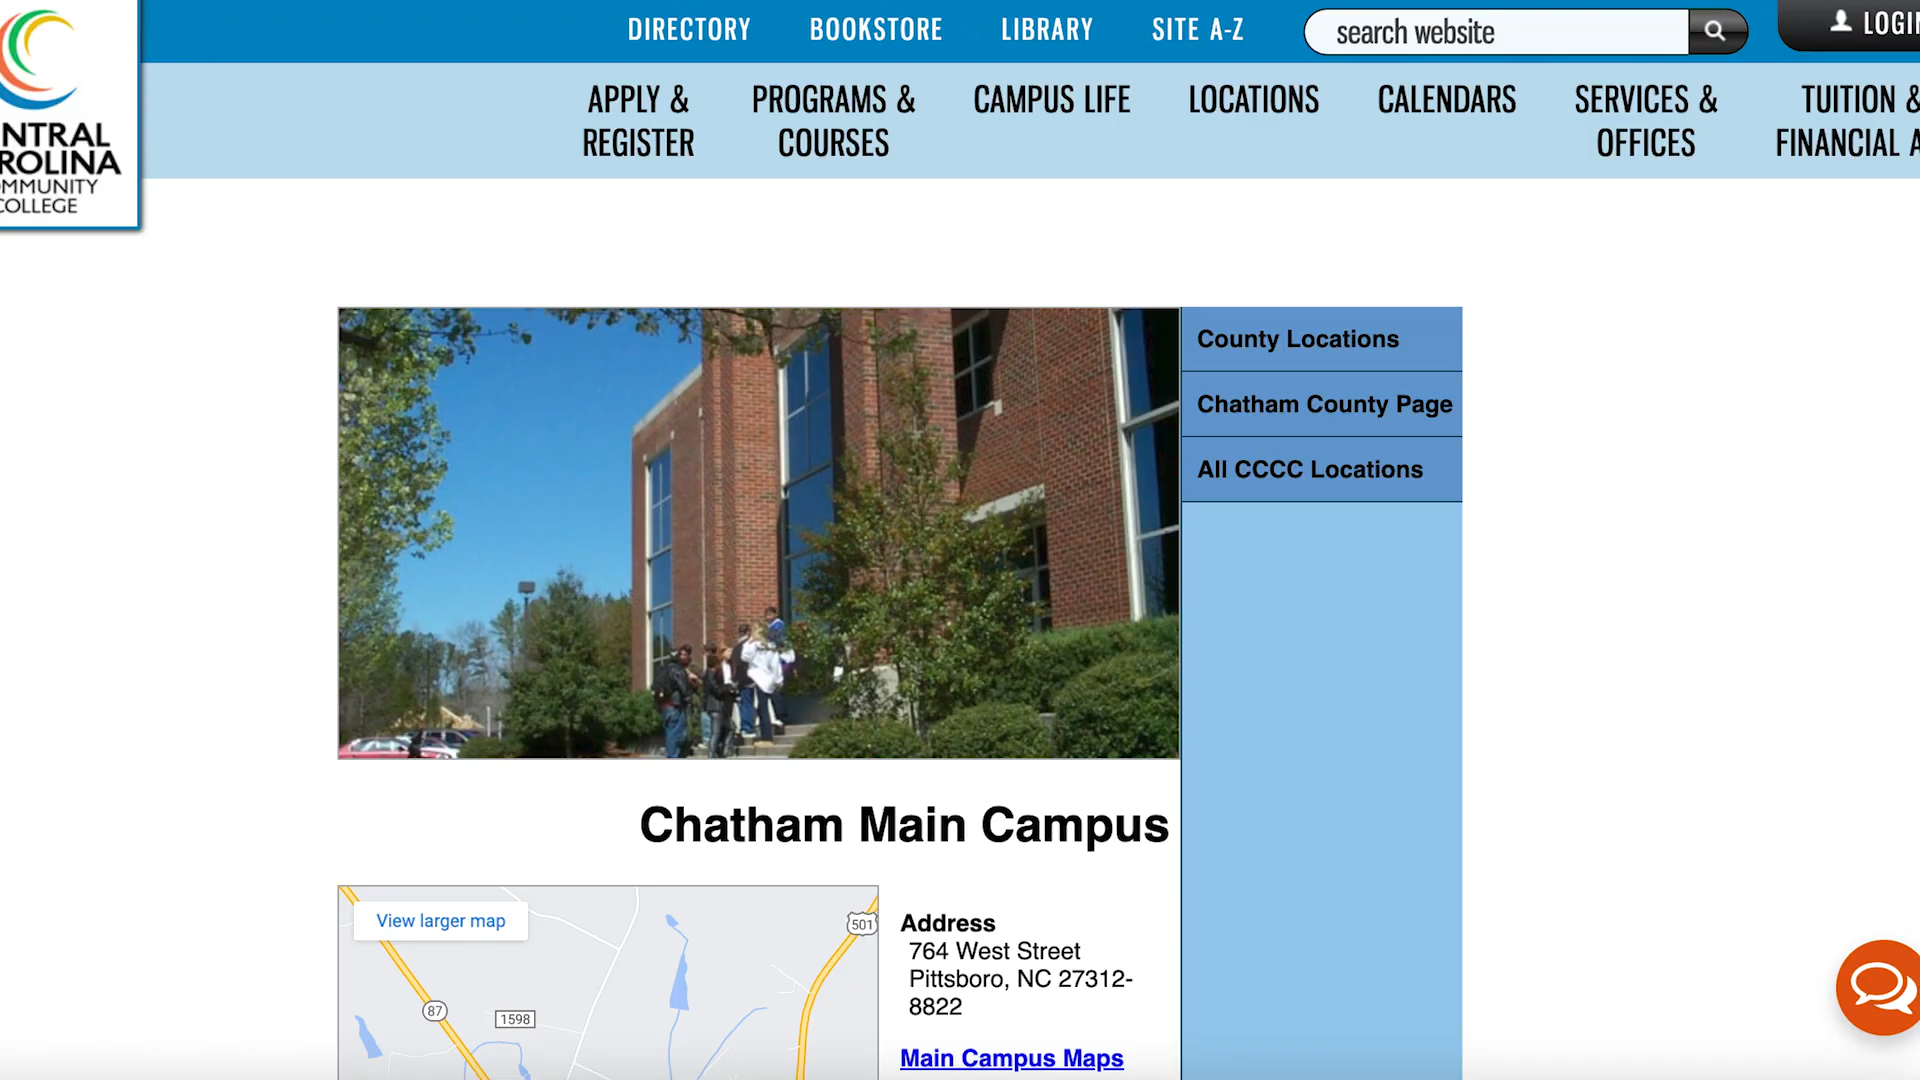 DIRECTORY BOOKSTORE LIBRARY SITE A-Z search website LOGIN
APPLY & REGISTER
PROGRAMS & COURSES
CAMPUS LIFE
LOCATIONS
CALENDARS
SERVICES & OFFICES
TUITION &
FINANCIAL A
NTRAL
ROLINA
MMUNITY
COLLEGE
County Locations
Chatham County Page
All CCCC Locations
Chatham Main Campus
View larger map
501
87
1598
Address
764 West Street
Pittsboro, NC 27312-
8822
Main Campus Maps